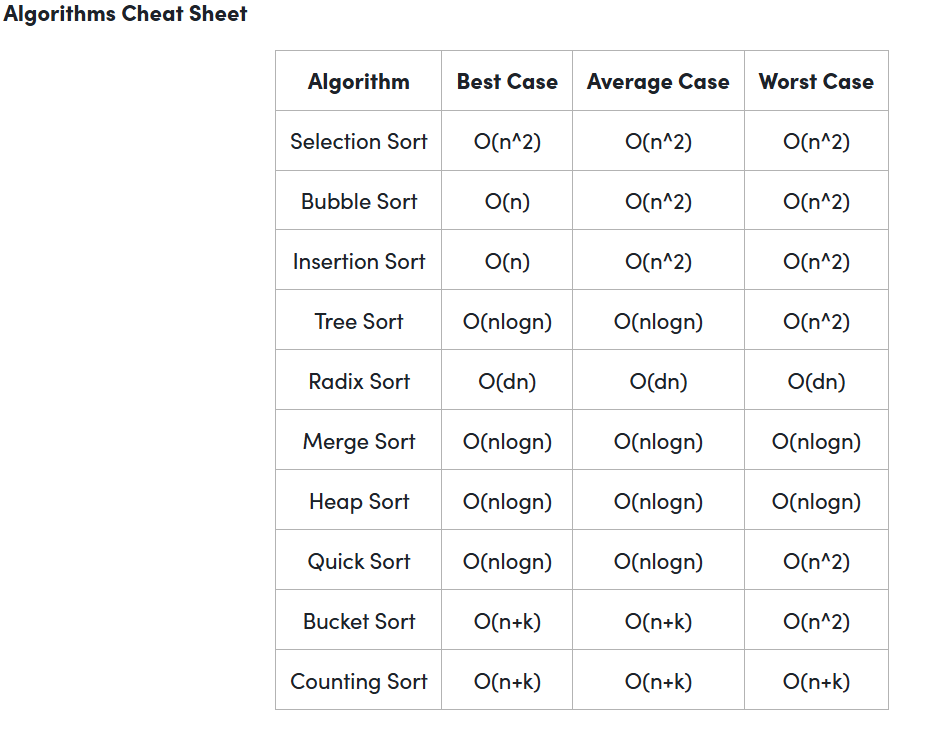 Algorithms Cheat Sheet
Algorithm Best Case Average Case Worst Case
Selection Sort O(n^2) O(n^2) O(n^2)
Bubble Sort O(n) O(n^2) O(n^2)
Insertion Sort O(n) O(n^2) O(n^2)
Tree Sort O(nlogn) O(nlogn) O(n^2)
Radix Sort O(dn) O(dn) O(dn)
Merge Sort O(nlogn) O(nlogn) O(nlogn)
Heap Sort O(nlogn) O(nlogn) O(nlogn)
Quick Sort O(nlogn) O(nlogn) O(n^2)
Bucket Sort O(n+k) O(n+k) O(n^2)
Counting Sort O(n+k) O(n+k) O(n+k)